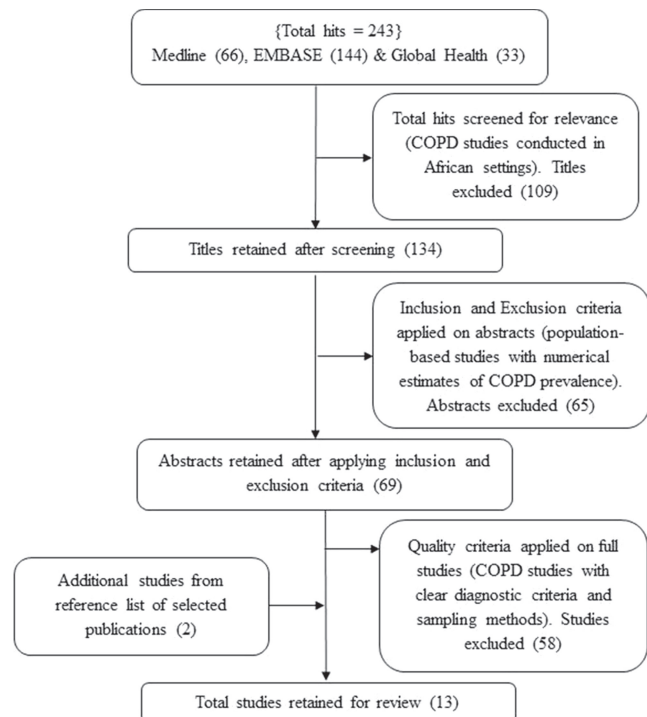 {Total hits = 243}
Medline (66), EMBASE (144) & Global Health (33)
Total hits screened for relevance
(COPD studies conducted in
African settings). Titles
excluded (109)
Titles retained after screening (134)
Inclusion and Exclusion criteria
applied on abstracts (population-
based studies with numerical
estimates of COPD prevalence).
Abstracts excluded (65)
Abstracts retained after applying inclusion and
exclusion criteria (69)
Quality criteria applied on full
studies (COPD studies with
clear diagnostic criteria and
sampling methods). Studies
excluded (58)
Additional studies from
reference list of selected
publications (2)
Total studies retained for review (13)